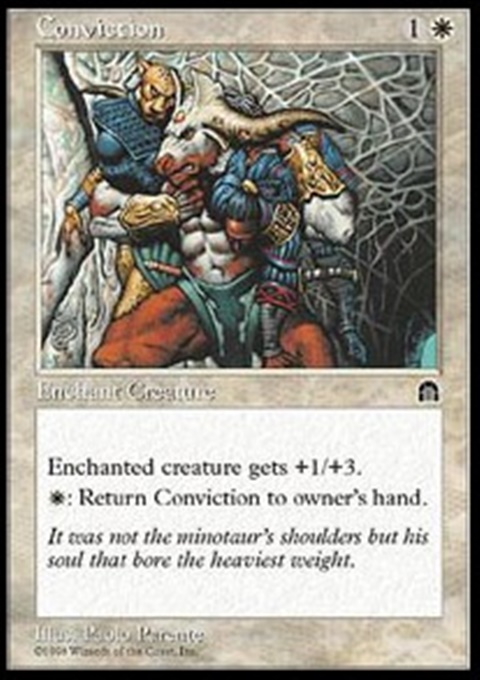 Conviction 1
Enchant Creature
Enchanted creature gets +1/+3.
: Return Conviction to owner's hand.
It was not the minotaur's shoulders but his
soul that bore the heaviest weight.
Illus. Paolo Parente
©1998 Wizards of the Coast, Inc.